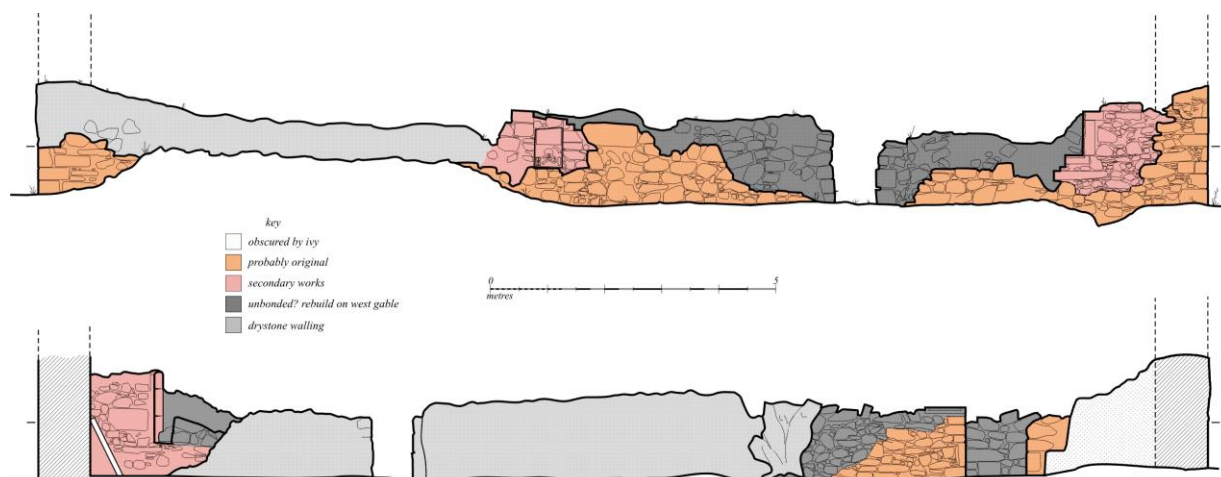 key
obscured by ivy
probably original
secondary works
unbonded? rebuild on west gable
drystone walling
0 5
metres